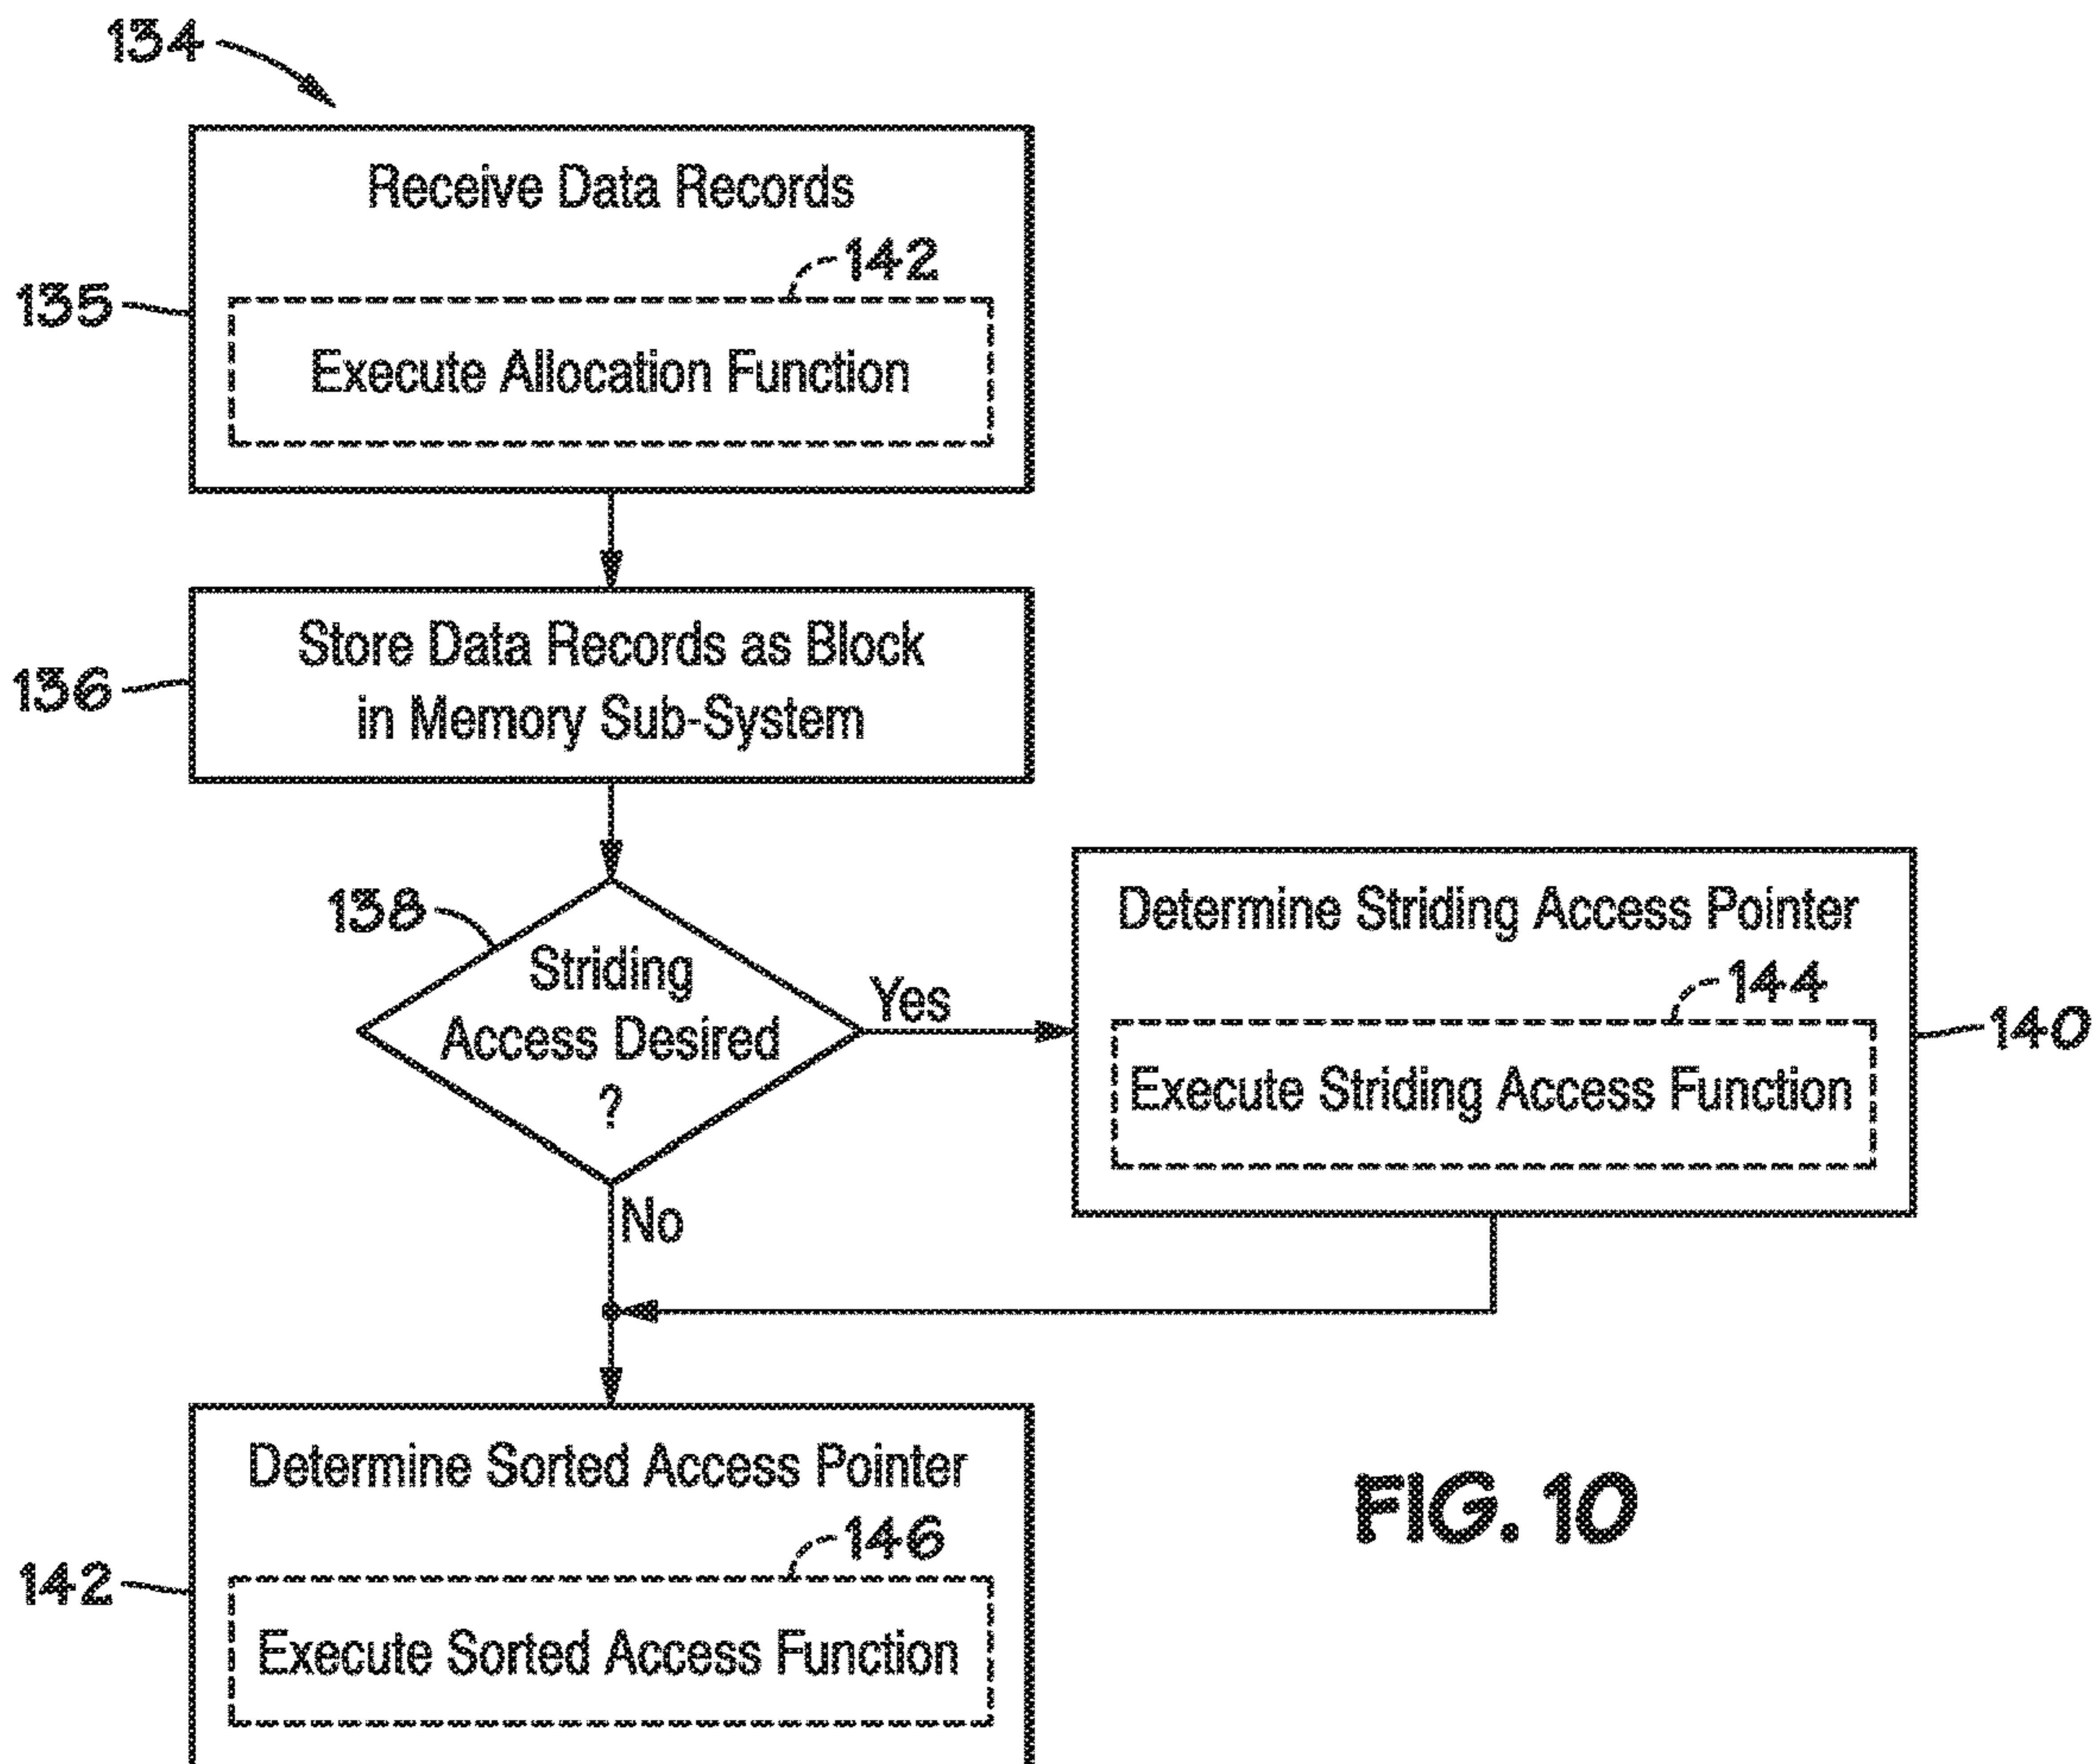 134
Receive Data Records
142
135
Execute Allocation Function
Store Data Records as Block
in Memory Sub-System
136
138
Striding
Access Desired
?
Yes
No
Determine Striding Access Pointer
144
Execute Striding Access Function
140
Determine Sorted Access Pointer
146
142
Execute Sorted Access Function
FIG. 10